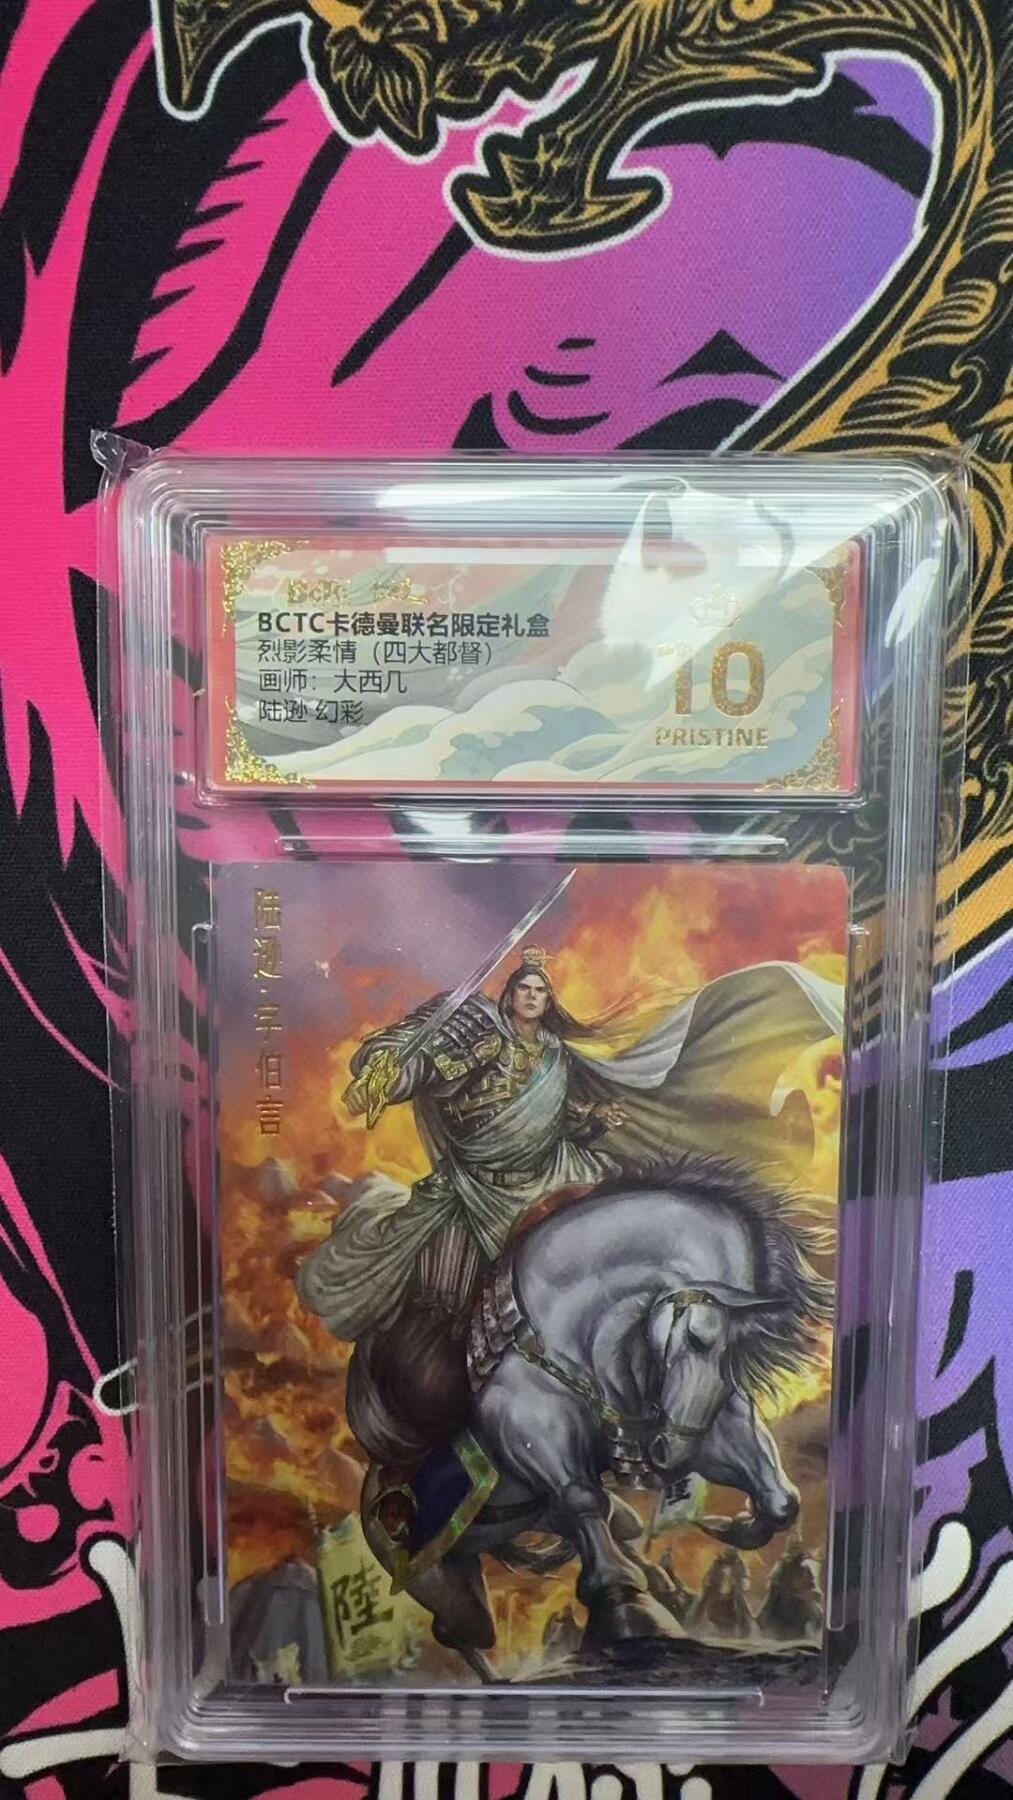 BCTC卡德曼联名限定礼盒
烈影柔情（四大都督）
画师：大西几
陆逊 幻彩
10
PRISTINE
陆逊·字伯言
陸